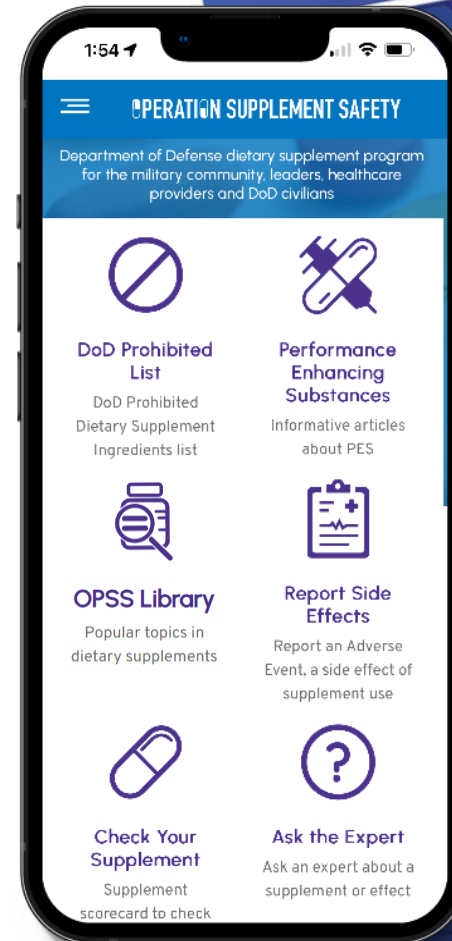 1:54
OPERATION SUPPLEMENT SAFETY
Department of Defense dietary supplement program
for the military community, leaders, healthcare
providers and DoD civilians
DoD Prohibited
List
DoD Prohibited
Dietary Supplement
Ingredients list
Performance
Enhancing
Substances
Informative articles
about PES
OPSS Library
Popular topics in
dietary supplements
Report Side
Effects
Report an Adverse
Event, a side effect of
supplement use
Check Your
Supplement
Supplement
scorecard to check
?
Ask the Expert
Ask an expert about a
supplement or effect